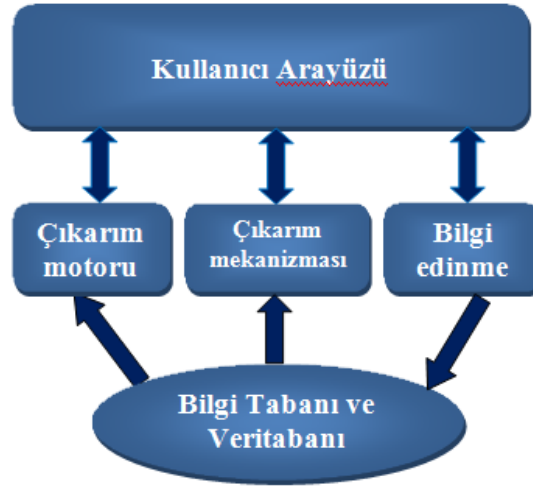 Kullanıcı Arayüzü
Çıkarım
motoru
Çıkarım
mekanizması
Bilgi
edinme
Bilgi Tabanı ve
Veritabanı